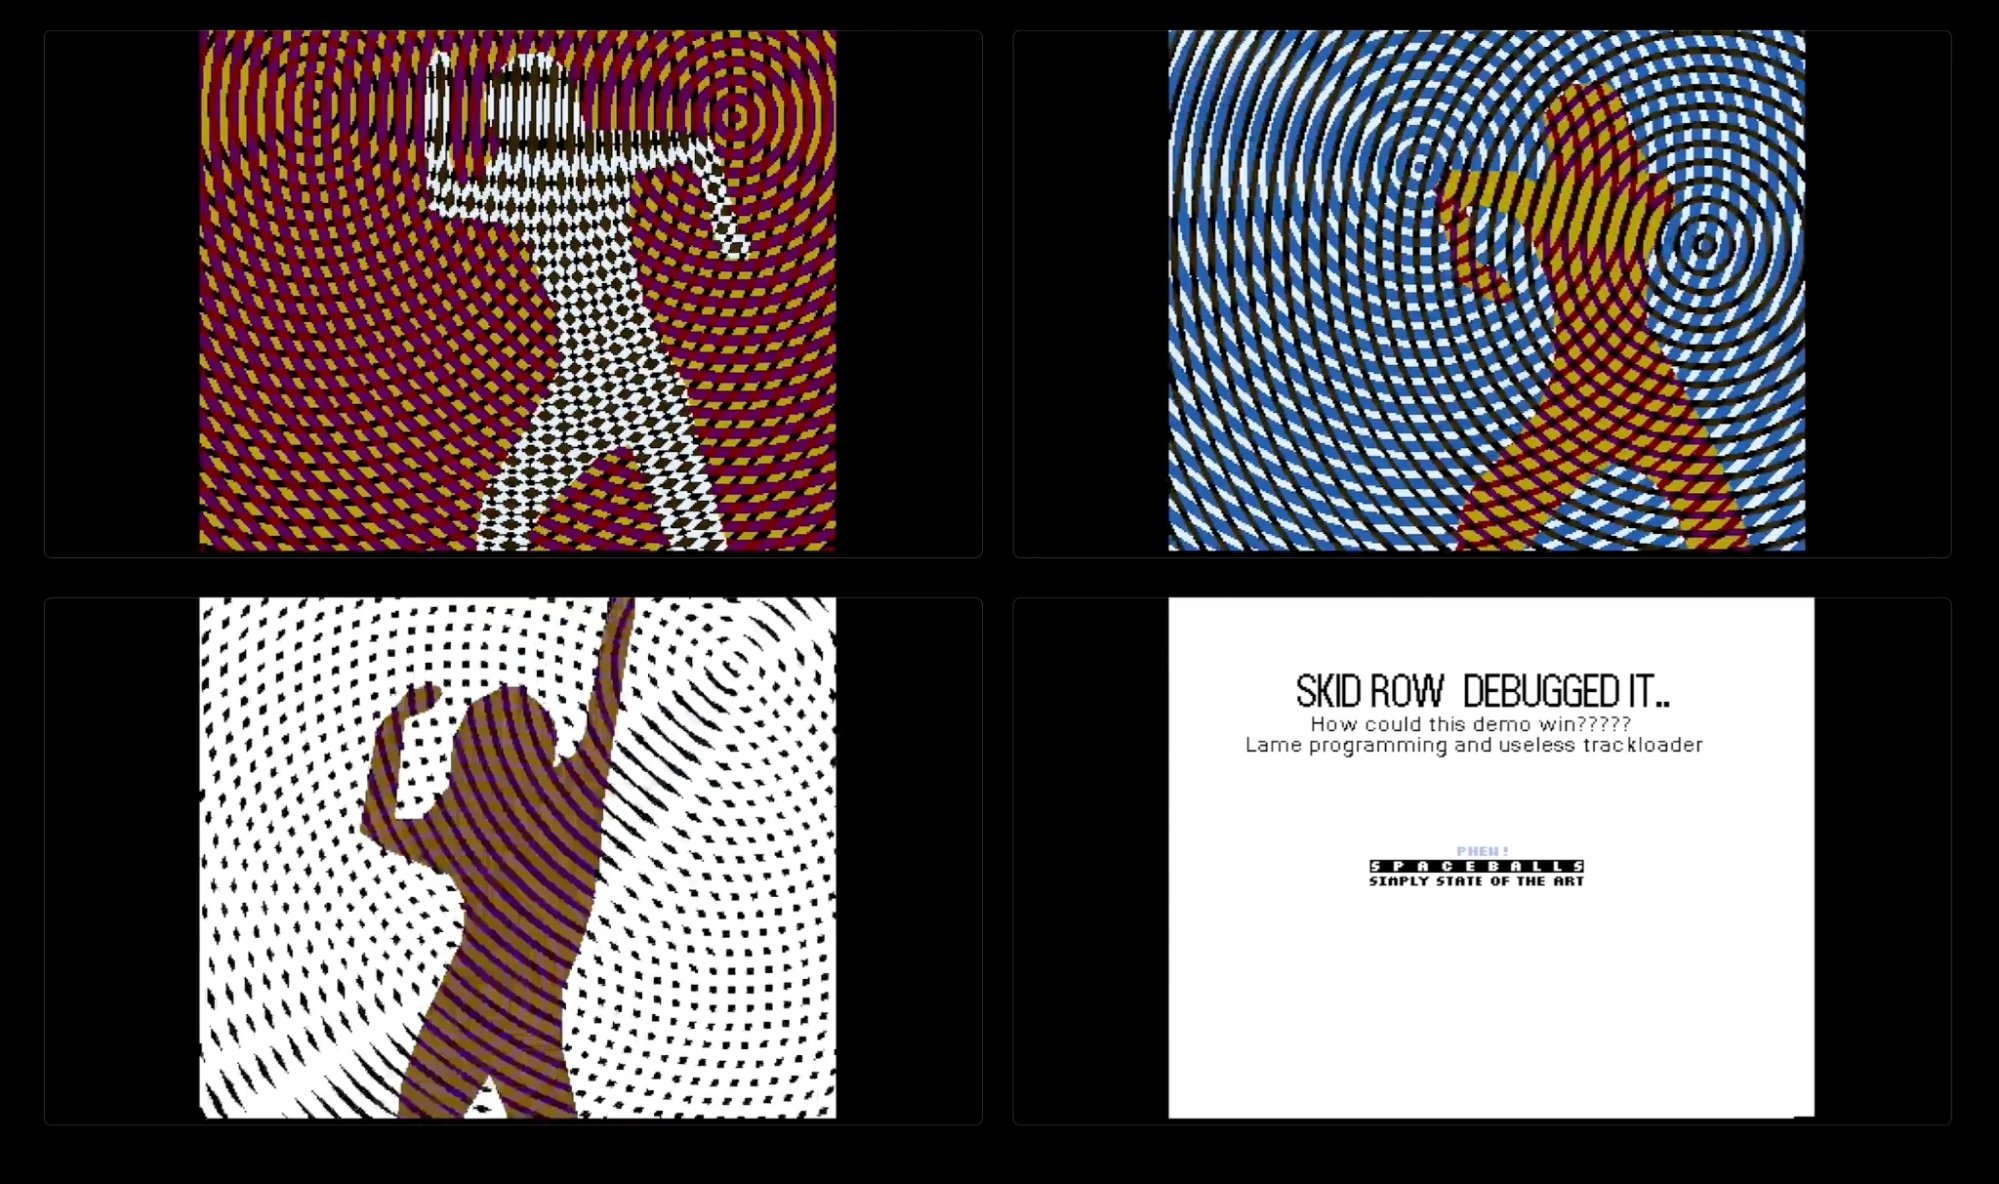 SKID ROW DEBUGGED IT..
How could this demo win?????
Lame programming and useless trackloader
PHEW!
SPACEBALLS
SIMPLY STATE OF THE ART